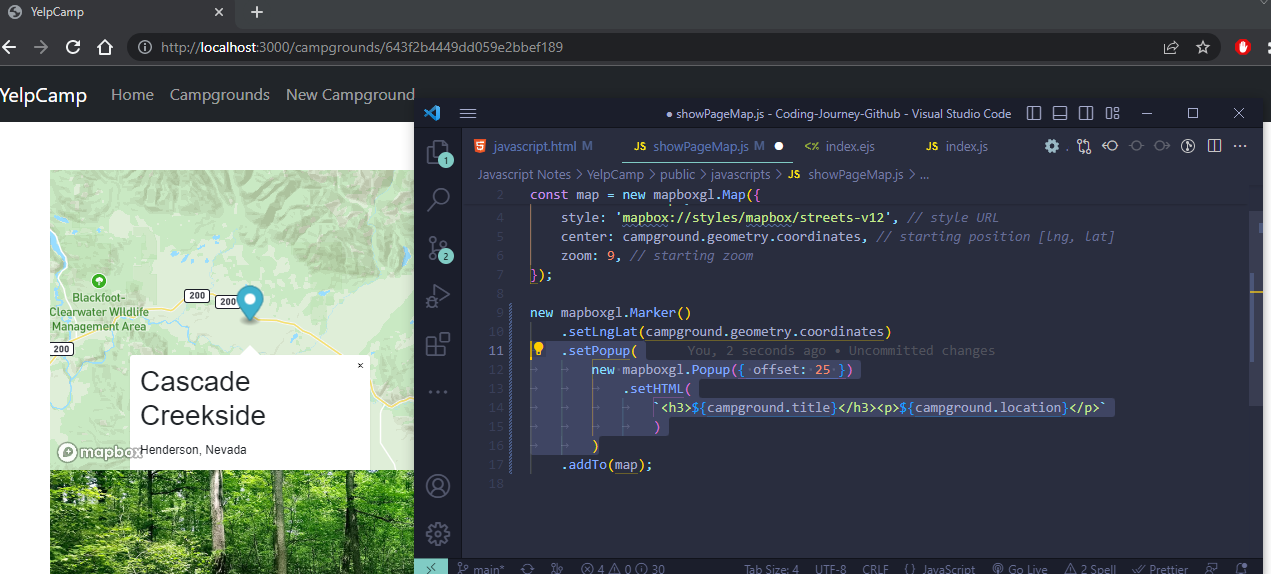 YelpCamp
http://localhost:3000/campgrounds/643f2b4449dd059e2bbef189
YelpCamp Home Campgrounds New Campground
● showPageMap.js - Coding-Journey-Github - Visual Studio Code
javascript.html M JS showPageMap.js M ● <% index.ejs JS index.js
Javascript Notes > YelpCamp > public > javascripts > JS showPageMap.js > ...
2 const map = new mapboxgl.Map({
4 style: 'mapbox://styles/mapbox/streets-v12', // style URL
5 center: campground.geometry.coordinates, // starting position [lng, lat]
6 zoom: 9, // starting zoom
7 });
8
9 new mapboxgl.Marker()
10 .setLngLat(campground.geometry.coordinates)
11 .setPopup( You, 2 seconds ago • Uncommitted changes
12 new mapboxgl.Popup({ offset: 25 })
13 .setHTML(
14 `<h3>${campground.title}</h3><p>${campground.location}</p>`
15 )
16 )
17 .addTo(map);
18
1
2
200
200
Blackfoot-
Clearwater Wildlife
Management Area
200
×
Cascade
Creekside
Henderson, Nevada
mapbox
main* 4 0 30 Tab Size: 4 UTF-8 CRLF {} JavaScript Go Live 2 Spell Prettier